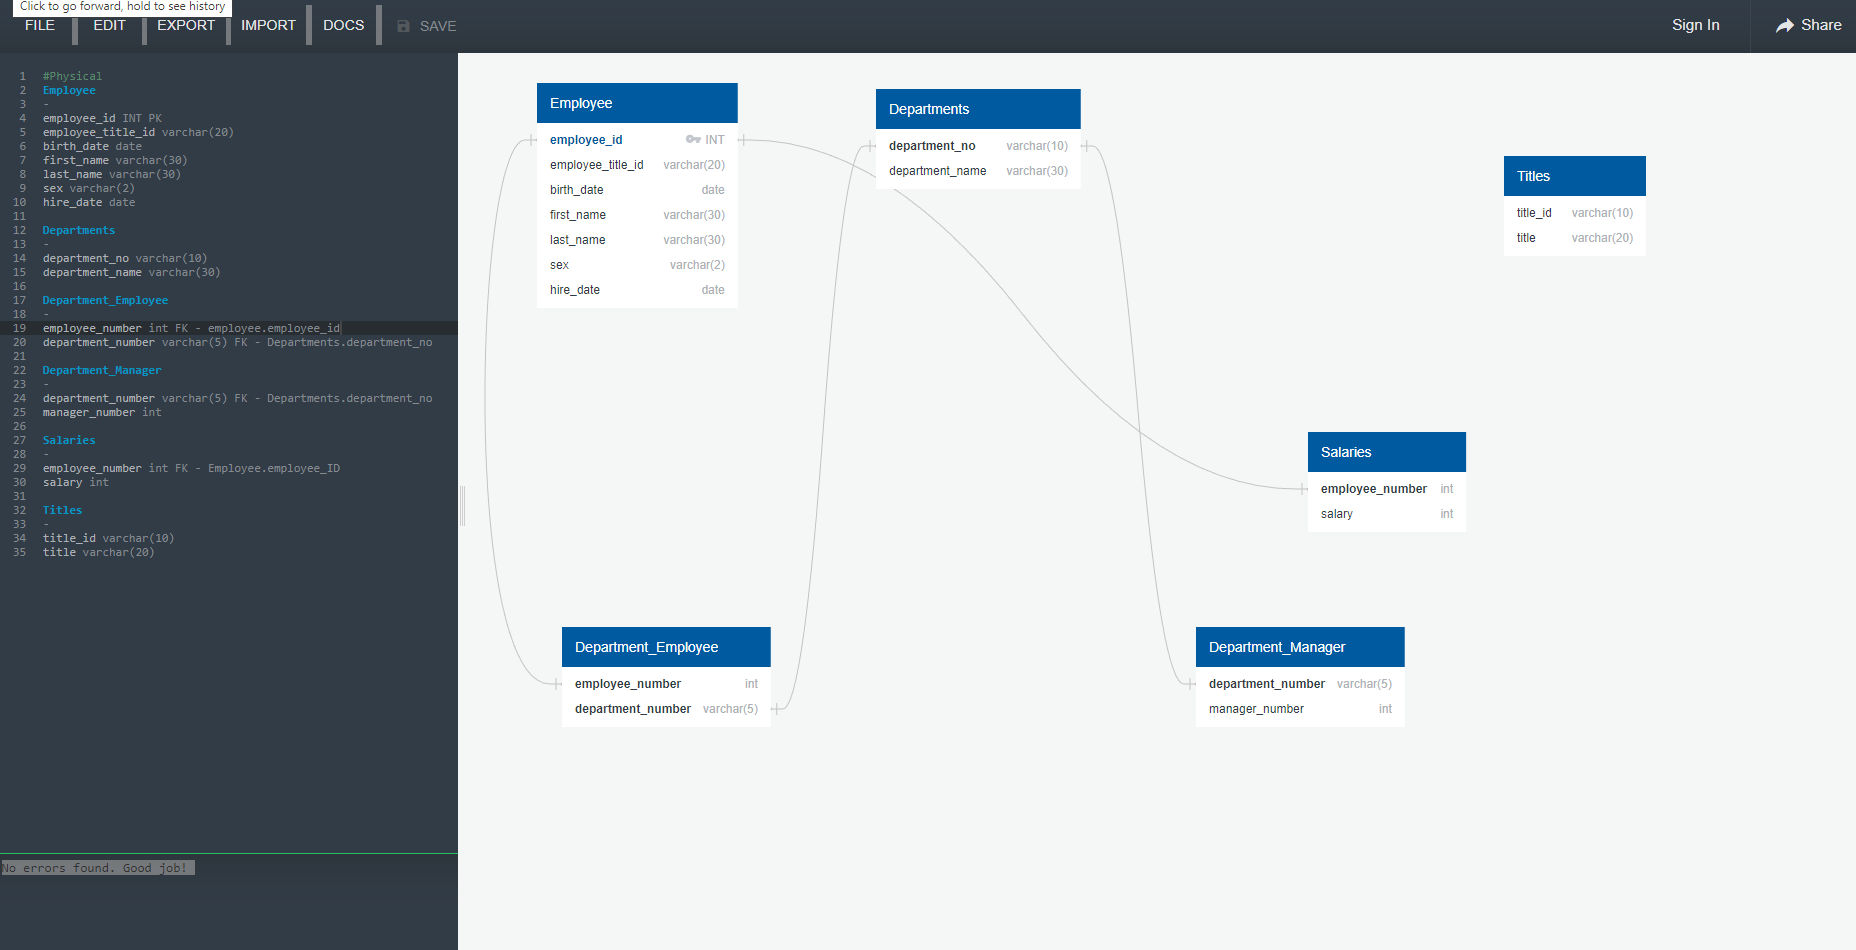 Click to go forward, hold to see history
FILE EDIT EXPORT IMPORT DOCS SAVE Sign In Share
1 #Physical
2 Employee
3 -
4 employee_id INT PK
5 employee_title_id varchar(20)
6 birth_date date
7 first_name varchar(30)
8 last_name varchar(30)
9 sex varchar(2)
10 hire_date date
11
12 Departments
13 -
14 department_no varchar(10)
15 department_name varchar(30)
16
17 Department_Employee
18 -
19 employee_number int FK - employee.employee_id
20 department_number varchar(5) FK - Departments.department_no
21
22 Department_Manager
23 -
24 department_number varchar(5) FK - Departments.department_no
25 manager_number int
26
27 Salaries
28 -
29 employee_number int FK - Employee.employee_ID
30 salary int
31
32 Titles
33 -
34 title_id varchar(10)
35 title varchar(20)
No errors found. Good job!
Employee
employee_id INT
employee_title_id varchar(20)
birth_date date
first_name varchar(30)
last_name varchar(30)
sex varchar(2)
hire_date date
Departments
department_no varchar(10)
department_name varchar(30)
Titles
title_id varchar(10)
title varchar(20)
Salaries
employee_number int
salary int
Department_Employee
employee_number int
department_number varchar(5)
Department_Manager
department_number varchar(5)
manager_number int